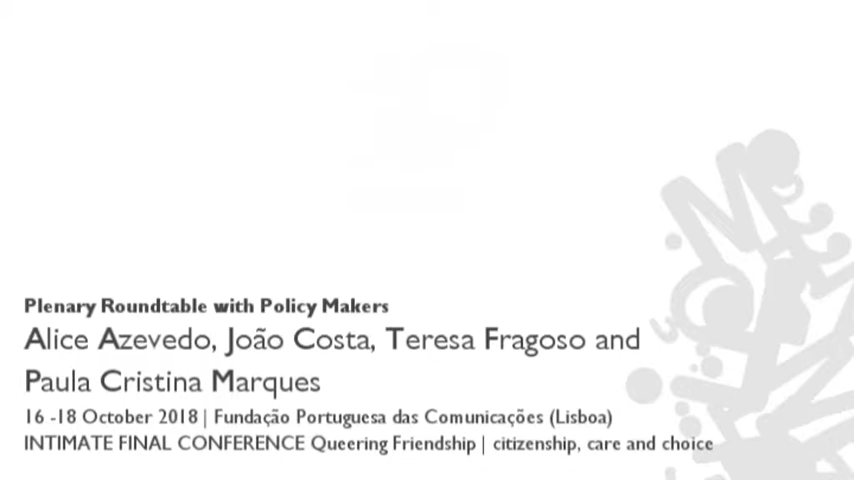 Plenary Roundtable with Policy Makers
Alice Azevedo, João Costa, Teresa Fragoso and
Paula Cristina Marques
16 -18 October 2018 | Fundação Portuguesa das Comunicações (Lisboa)
INTIMATE FINAL CONFERENCE Queering Friendship | citizenship, care and choice